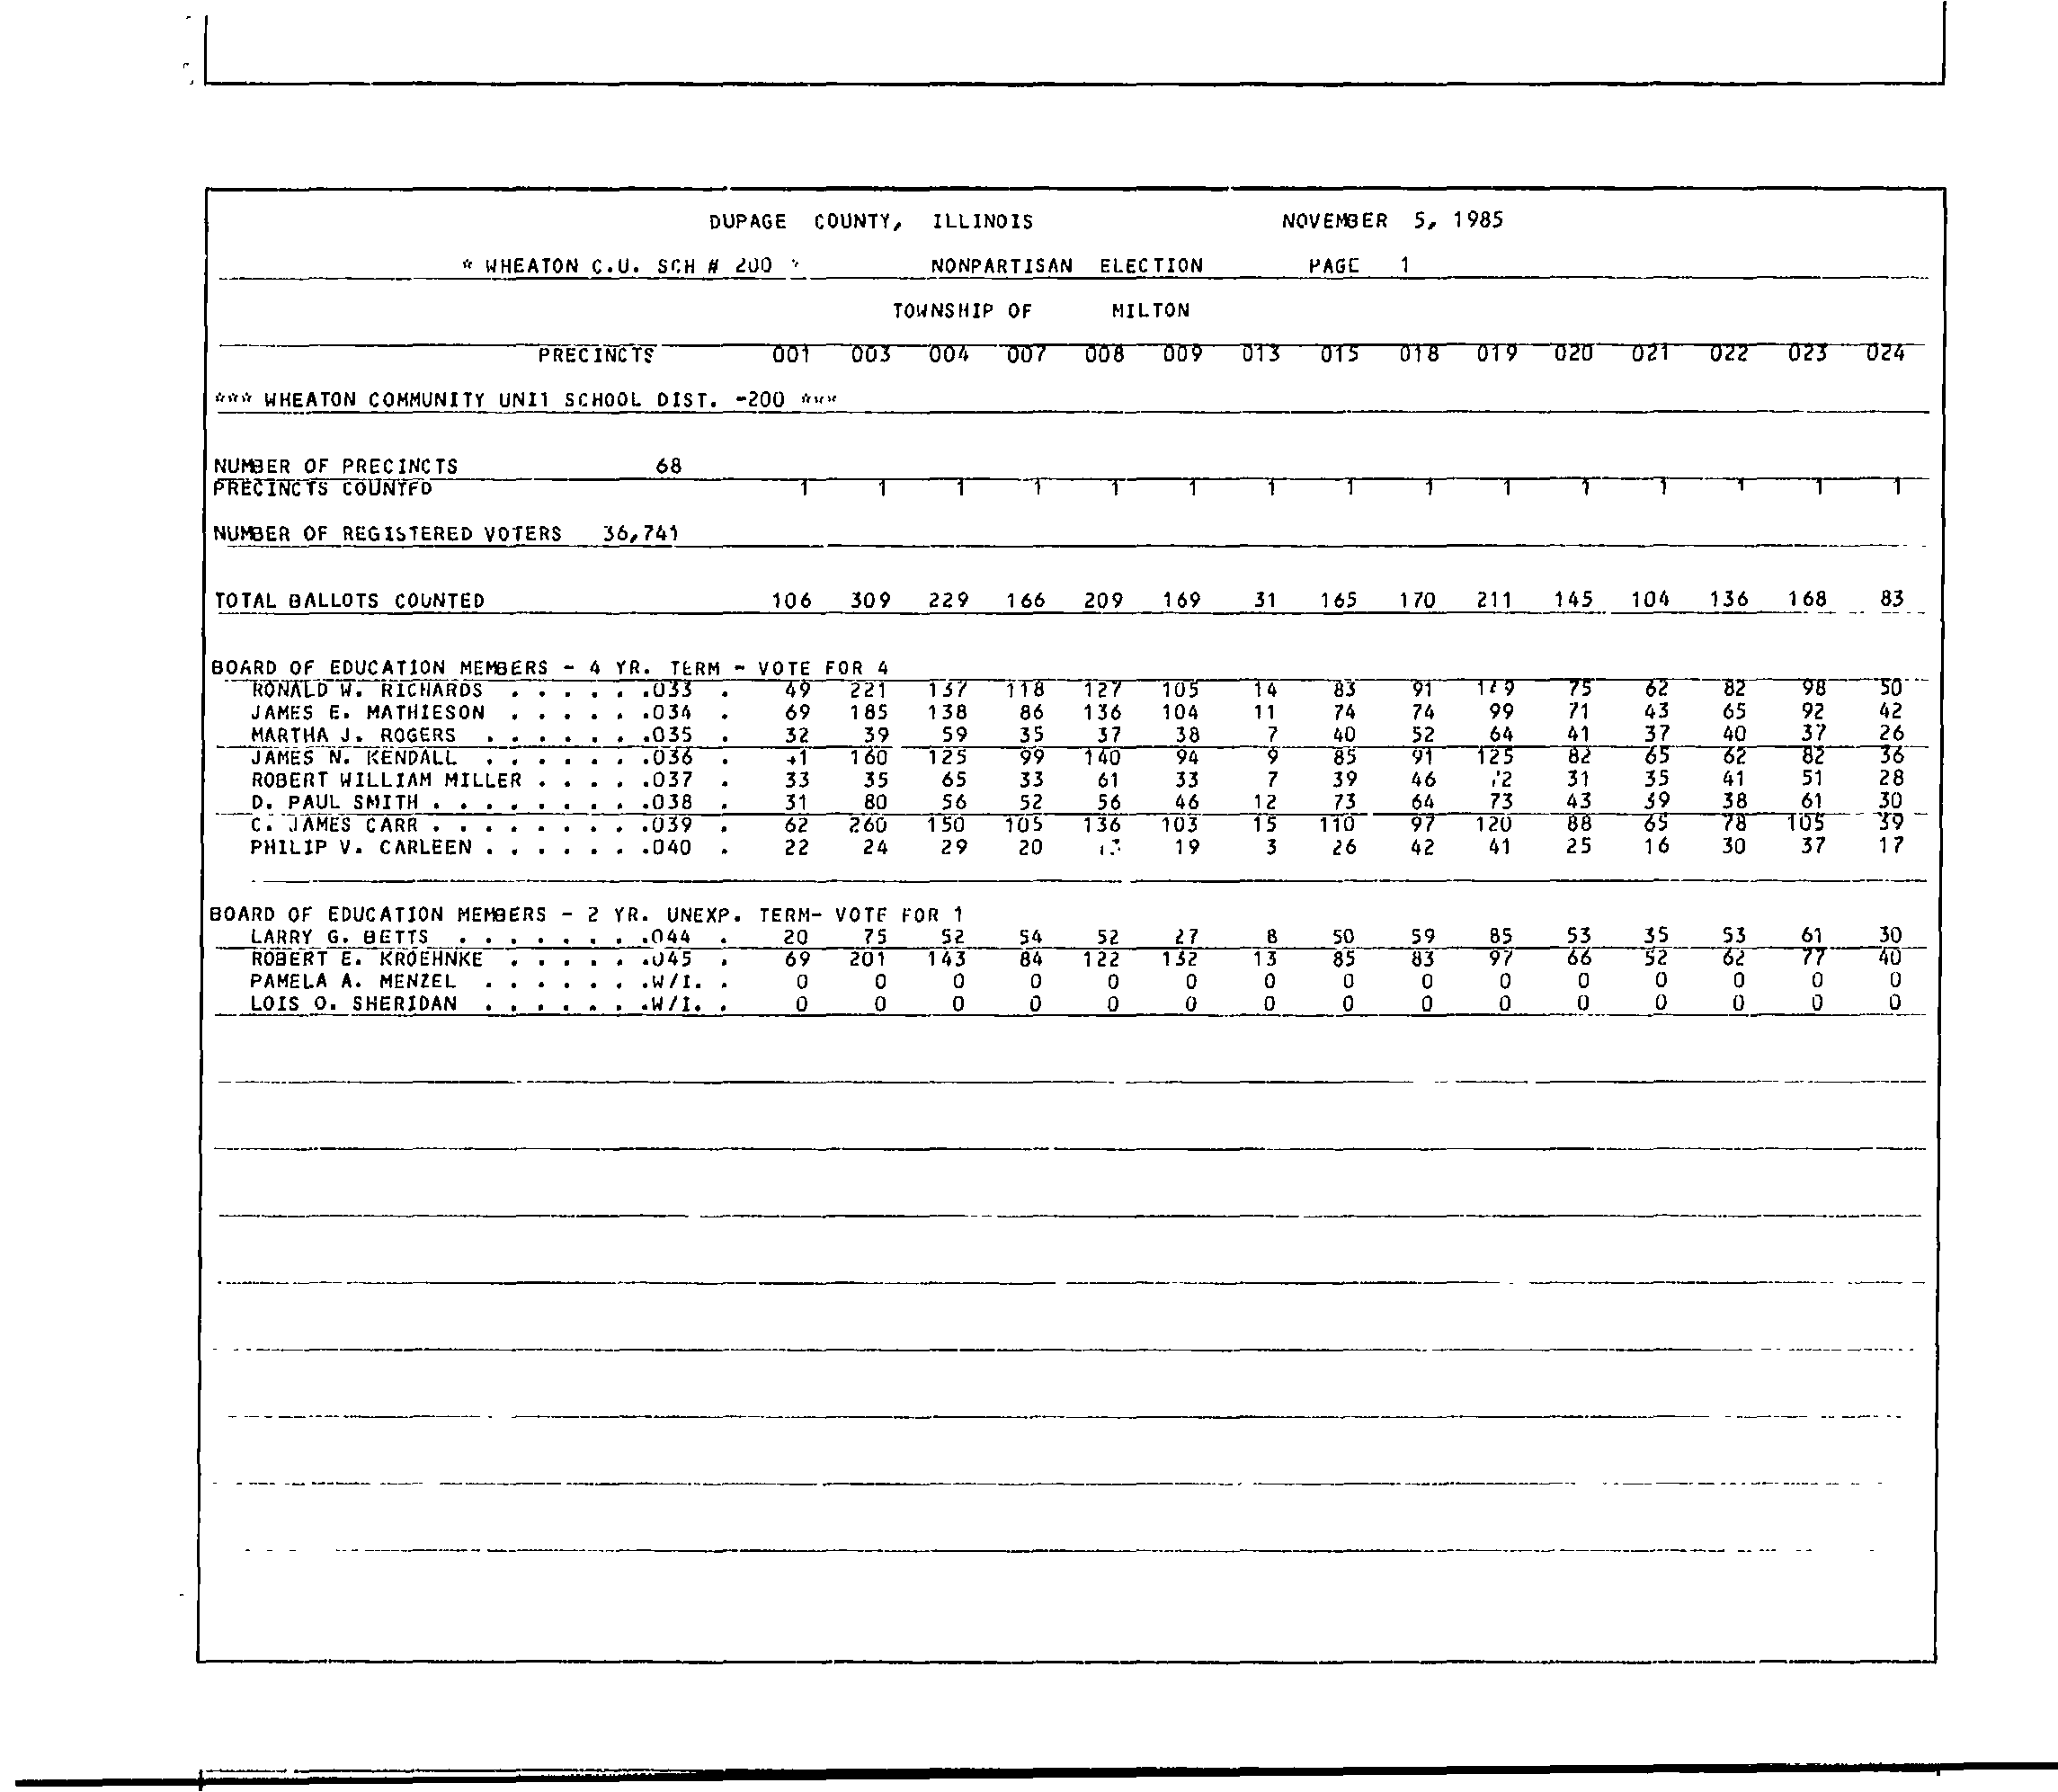 DUPAGE COUNTY, ILLINOIS NOVEMBER 5, 1985
* WHEATON C.U. SCH # 200 * NONPARTISAN ELECTION PAGE 1
TOWNSHIP OF MILTON
PRECINCTS 001 003 004 007 008 009 013 015 018 019 020 021 022 023 024
*** WHEATON COMMUNITY UNIT SCHOOL DIST. -200 ***
NUMBER OF PRECINCTS 68
PRECINCTS COUNTED 1 1 1 1 1 1 1 1 1 1 1 1 1 1 1
NUMBER OF REGISTERED VOTERS 36,741
TOTAL BALLOTS COUNTED 106 309 229 166 209 169 31 165 170 211 145 104 136 168 83
BOARD OF EDUCATION MEMBERS - 4 YR. TERM - VOTE FOR 4
RONALD W. RICHARDS . . . . . .033 . 49 221 137 118 127 105 14 83 91 75 62 82 98 50
JAMES E. MATHIESON . . . . . .034 . 69 185 138 86 136 104 11 74 74 99 71 43 65 92 42
MARTHA J. ROGERS . . . . . . .035 . 32 39 59 35 37 38 7 40 52 64 41 37 40 37 26
JAMES N. KENDALL . . . . . . .036 . 160 125 99 140 94 9 85 91 125 82 65 62 82 36
ROBERT WILLIAM MILLER . . . . .037 . 33 35 65 33 61 33 7 39 46 31 35 41 51 28
D. PAUL SMITH . . . . . . . . .038 . 31 80 56 52 56 46 12 73 64 73 43 39 38 61 30
C. JAMES CARR . . . . . . . . .039 . 62 260 150 105 136 103 15 110 97 120 88 65 78 105 39
PHILIP V. CARLEEN . . . . . . .040 . 22 24 29 20 19 3 26 42 41 25 16 30 37 17
BOARD OF EDUCATION MEMBERS - 2 YR. UNEXP. TERM- VOTE FOR 1
LARRY G. BETTS . . . . . . . .044 . 20 75 52 54 52 27 8 50 59 85 53 35 53 61 30
ROBERT E. KROEHNKE . . . . . .045 . 69 201 143 84 122 132 13 85 83 97 66 52 62 77 40
PAMELA A. MENZEL . . . . . . .W/I. . 0 0 0 0 0 0 0 0 0 0 0 0 0 0 0
LOIS O. SHERIDAN . . . . . . .W/I. . 0 0 0 0 0 0 0 0 0 0 0 0 0 0 0